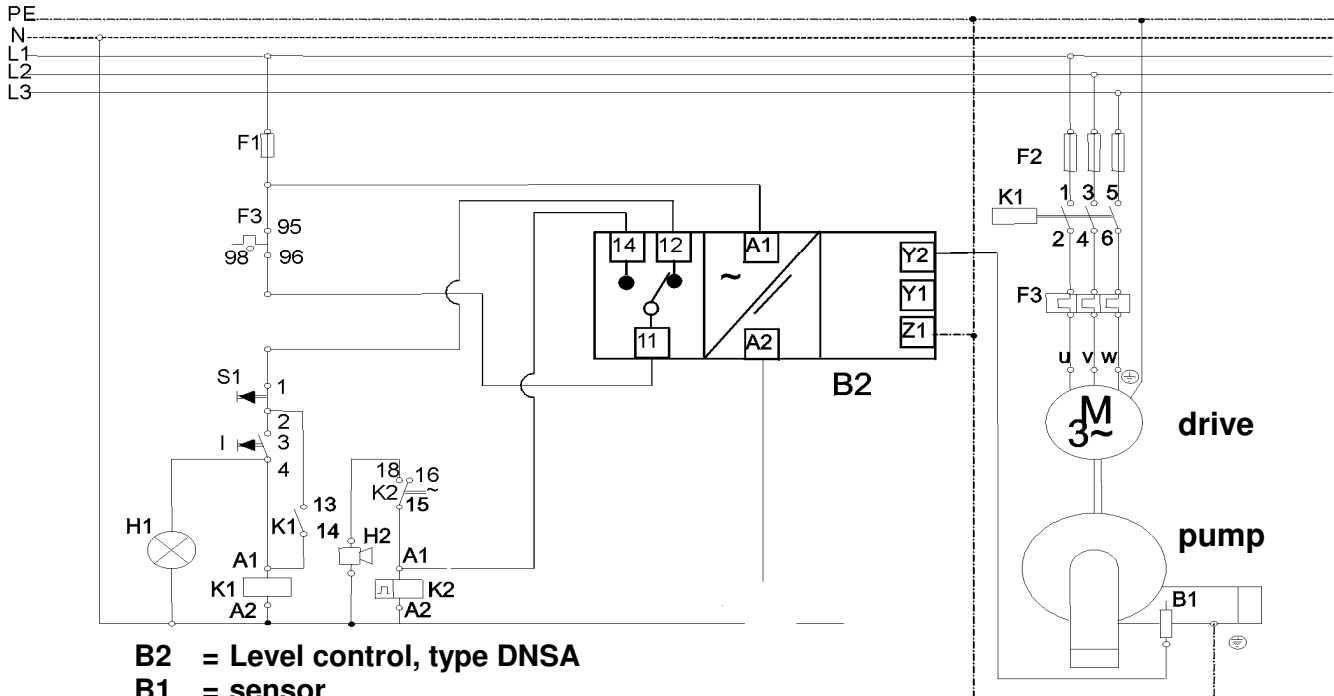 PE
N
L1
L2
L3
F1
F2
K1 1 3 5
2 4 6
F3 95
98 96
14 12 A1
Y2
Y1
Z1
11 A2
B2
F3
u v w
M
3~
drive
S1 1
2
I 3
4
18 16
K2 ~
15
13
K1 14
H1
H2
A1
K1
A2
A1
K2
A2
pump
B1
B2 = Level control, type DNSA
B1 = sensor